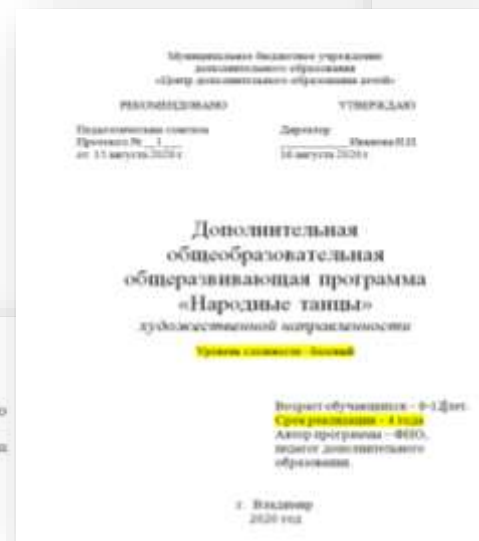 Муниципальное бюджетное учреждение
дополнительного образования
«Центр дополнительного образования детей»
РЕКОМЕНДОВАНО УТВЕРЖДАЮ
Педагогическим советом Директор
Протокол № 1 Иванова И.П.
от 15 августа 2020 г. 16 августа 2020 г.
Дополнительная
общеобразовательная
общеразвивающая программа
«Народные танцы»
художественной направленности
Уровень сложности - базовый
Возраст обучающихся – лет.
Срок реализации – 4 года
Автор программы – ФИО,
педагог дополнительного
образования.
г. Владимир
2020 год